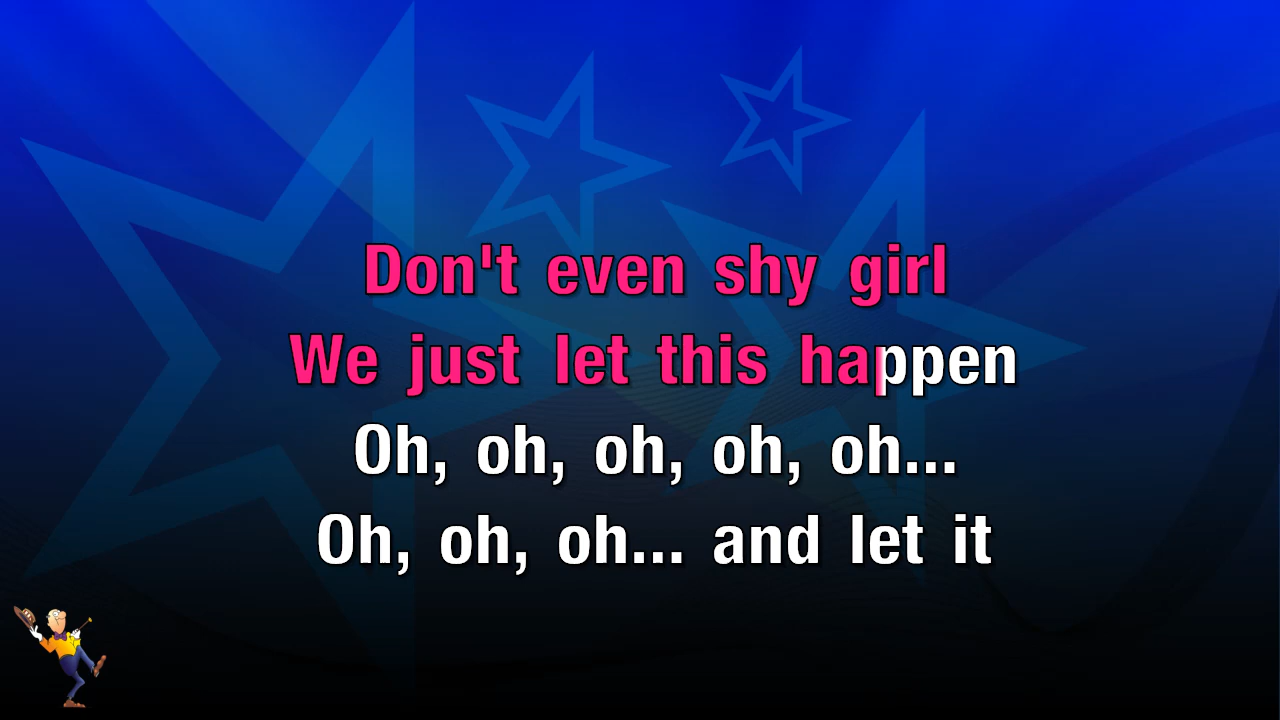 Don't even shy girl
We just let this happen
Oh, oh, oh, oh, oh...
Oh, oh, oh... and let it